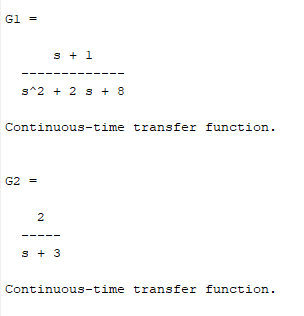 G1 =
s + 1
-------------
s^2 + 2 s + 8
Continuous-time transfer function.
G2 =
2
-----
s + 3
Continuous-time transfer function.